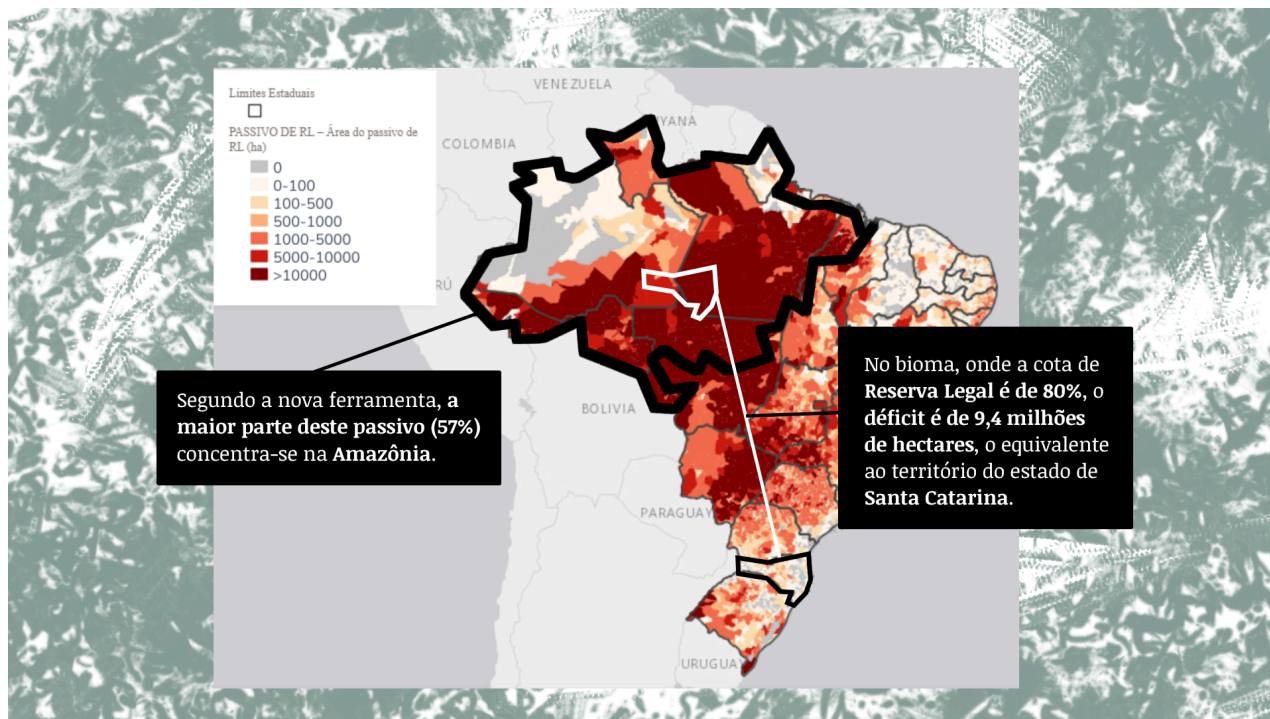 VENEZUELA
YANA
COLOMBIA
Limites Estaduais
PASSIVO DE RL – Área do passivo de
RL (ha)
0
0-100
100-500
500-1000
1000-5000
5000-10000
>10000
RÚ
Segundo a nova ferramenta, a
maior parte deste passivo (57%)
concentra-se na Amazônia.
No bioma, onde a cota de
Reserva Legal é de 80%, o
déficit é de 9,4 milhões
de hectares, o equivalente
ao território do estado de
Santa Catarina.
BOLIVIA
PARAGUAY
URUGUAY